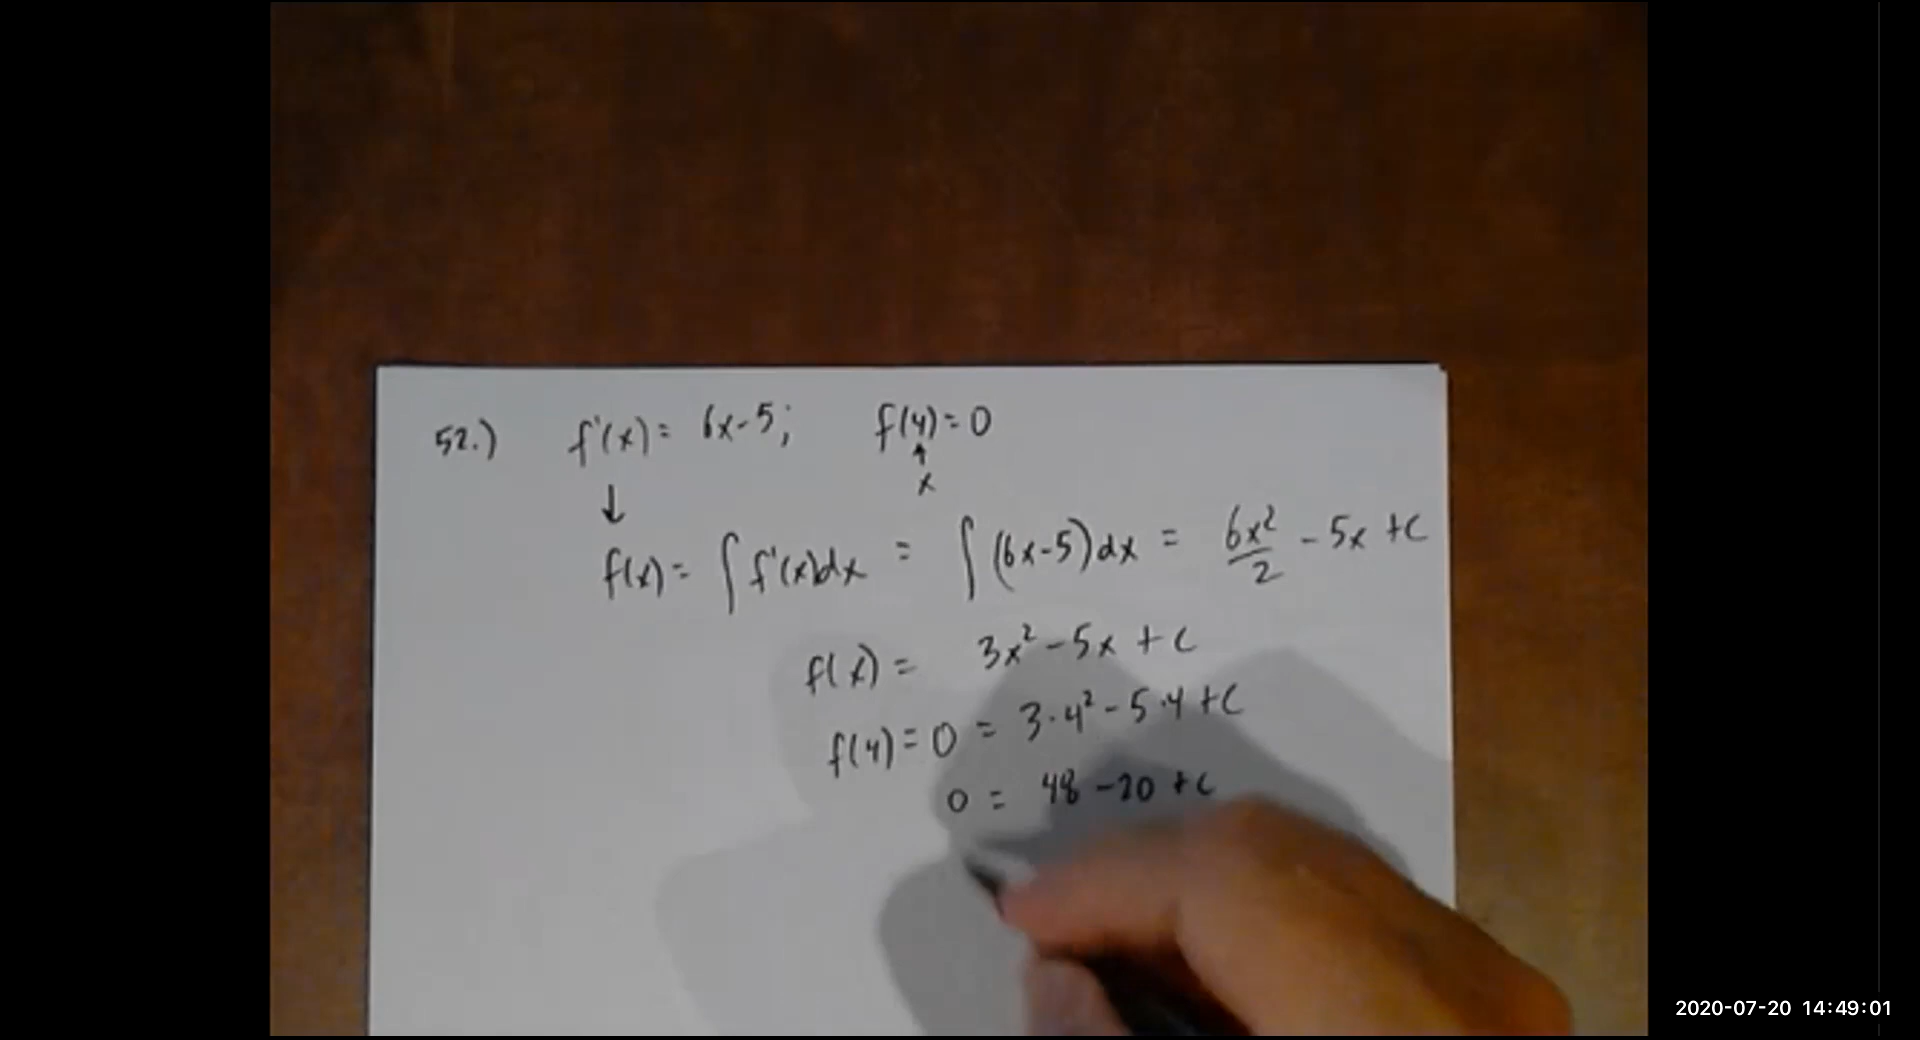 52.) f'(x) = 6x-5; f(4) = 0
↑
x
↓
f(x) = ∫ f'(x)dx = ∫ (6x-5)dx = 6x²/2 - 5x + C
f(x) = 3x² - 5x + C
f(4) = 0 = 3·4² - 5·4 + C
0 = 48 - 20 + C
2020-07-20 14:49:01